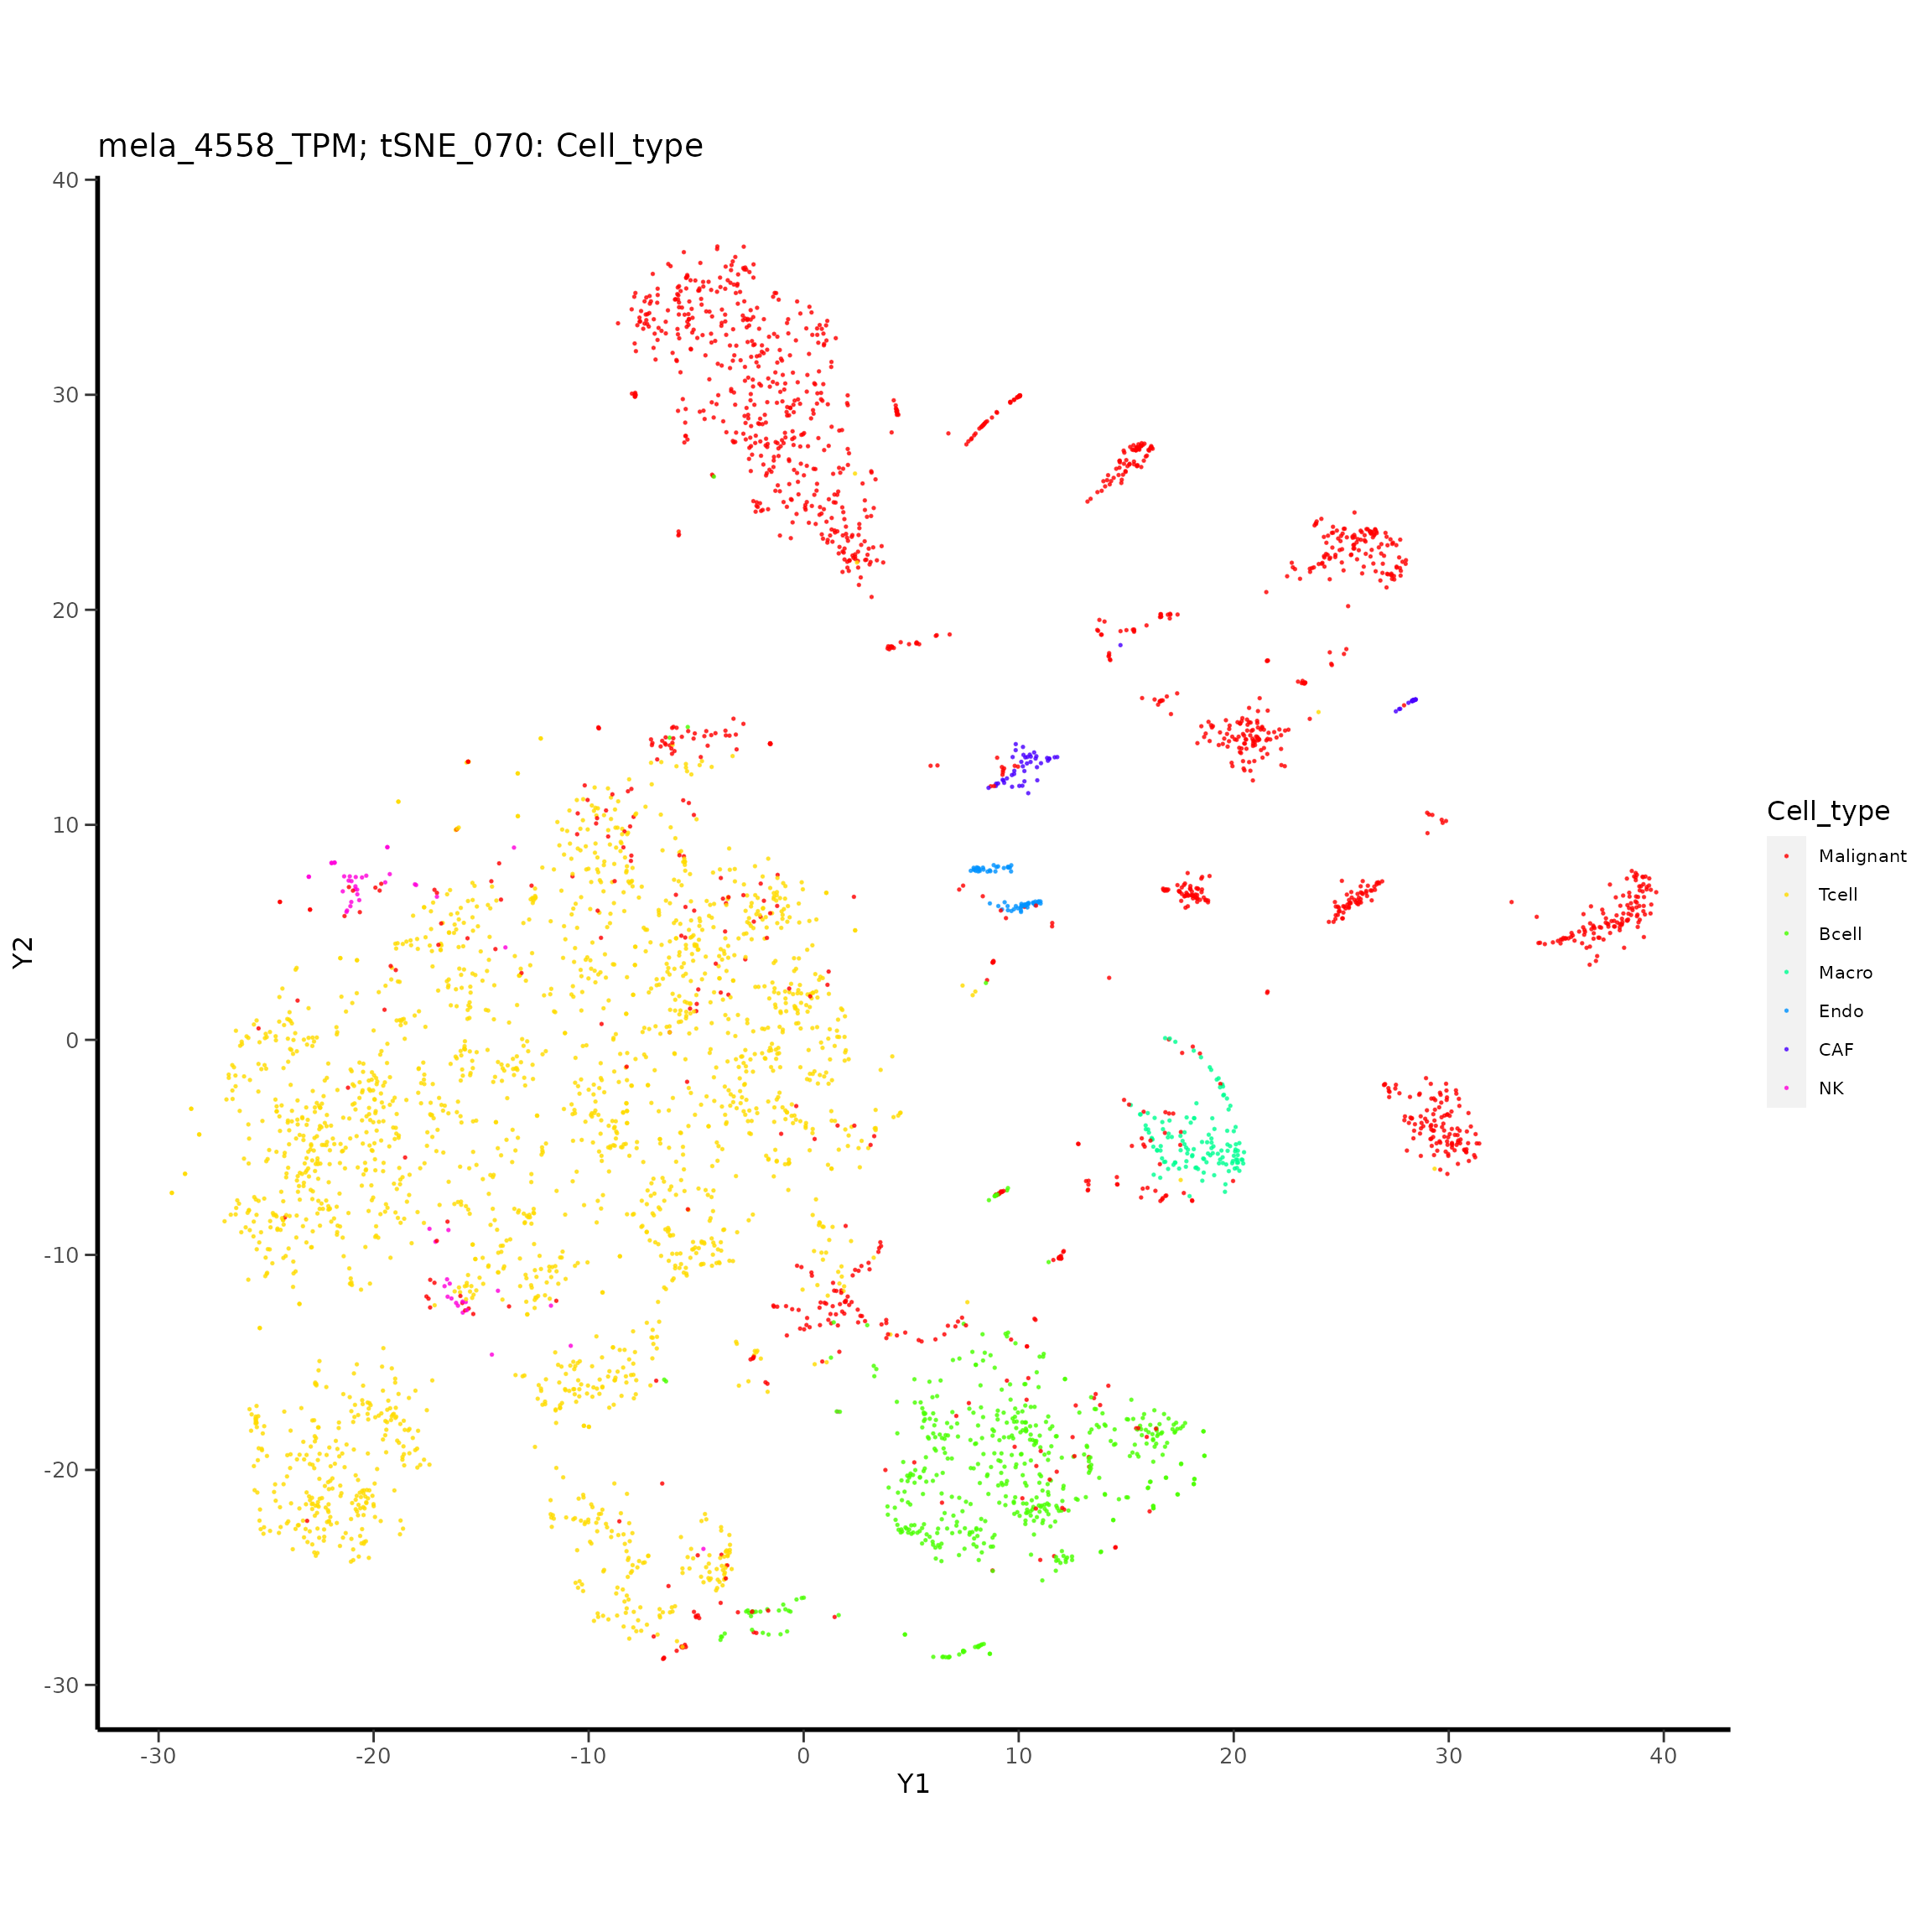 mela_4558_TPM; tSNE_070: Cell_type
40
30
20
10
0
-10
-20
-30
Y2
-30 -20 -10 0 10 20 30 40
Y1
Cell_type
Malignant
Tcell
Bcell
Macro
Endo
CAF
NK